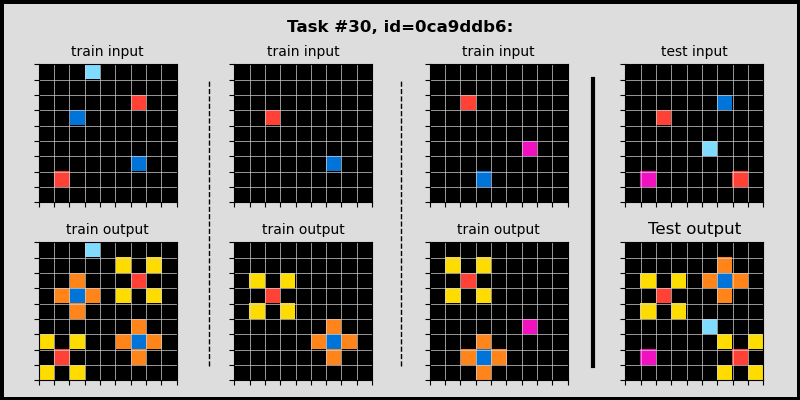 Task #30, id=0ca9ddb6:
train input
train input
train input
test input
train output
train output
train output
Test output